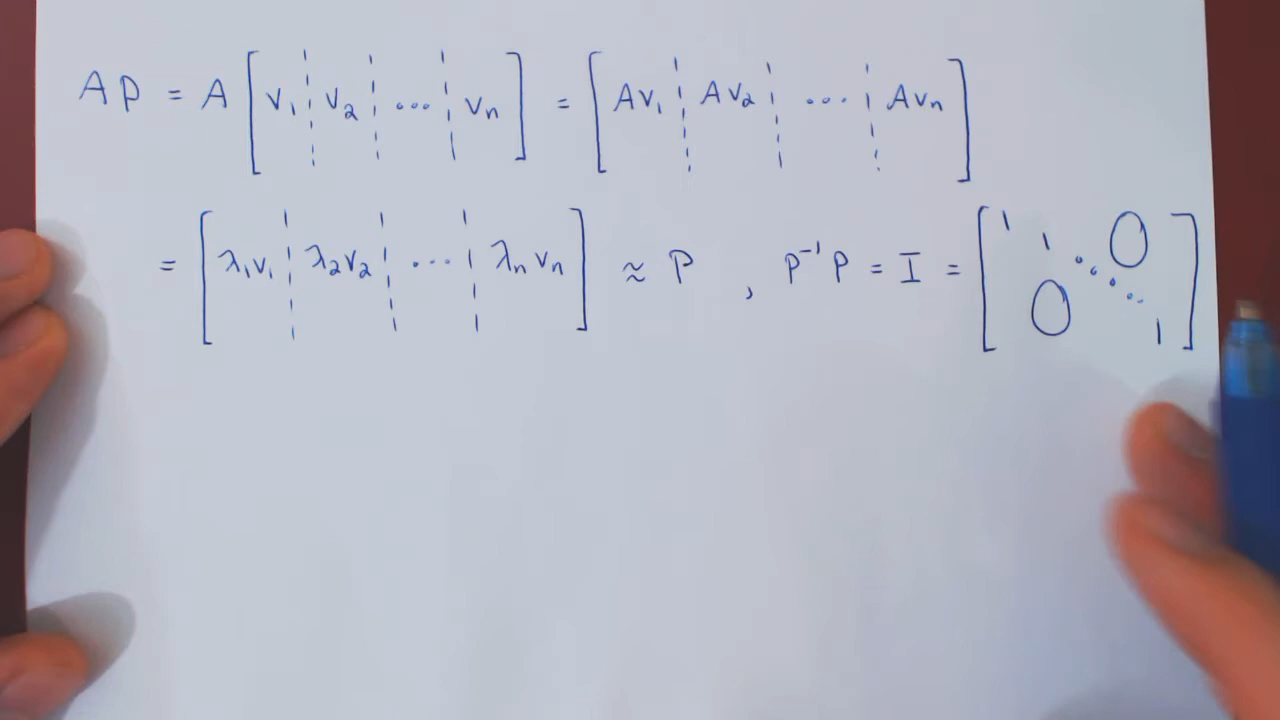 AP = A [ v₁ ¦ v₂ ¦ ... ¦ vₙ ] = [ Av₁ ¦ Av₂ ¦ ... ¦ Avₙ ]
= [ λ₁v₁ ¦ λ₂v₂ ¦ ... ¦ λₙvₙ ] ≈ P , P⁻¹P = I = [ 1 1 ⋱ 1 0 0 ]